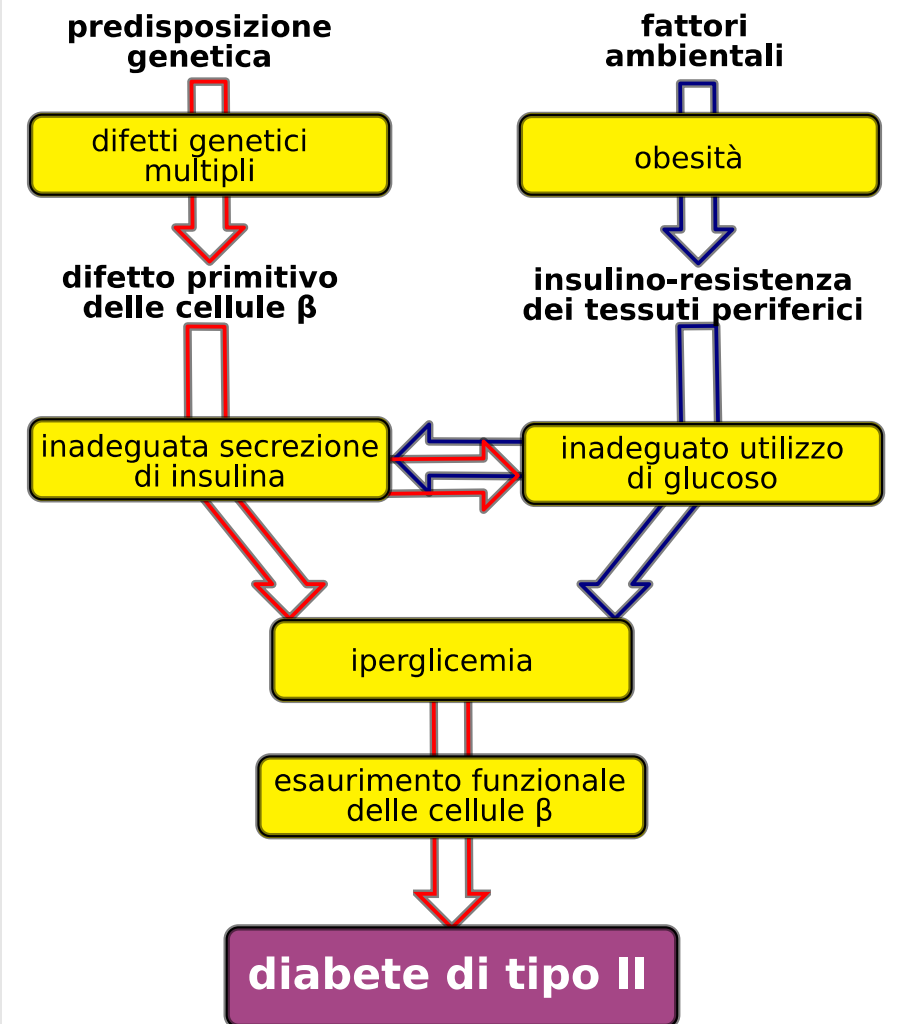 predisposizione
genetica
fattori
ambientali
difetti genetici
multipli
obesità
difetto primitivo
delle cellule β
insulino-resistenza
dei tessuti periferici
inadeguata secrezione
di insulina
inadeguato utilizzo
di glucoso
iperglicemia
esaurimento funzionale
delle cellule β
diabete di tipo II